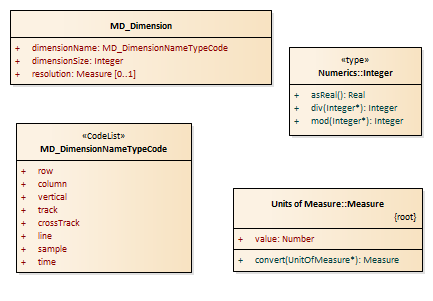 MD_Dimension
+ dimensionName: MD_DimensionNameTypeCode
+ dimensionSize: Integer
+ resolution: Measure [0..1]
«type»
Numerics::Integer
+ asReal(): Real
+ div(Integer*): Integer
+ mod(Integer*): Integer
«CodeList»
MD_DimensionNameTypeCode
+ row
+ column
+ vertical
+ track
+ crossTrack
+ line
+ sample
+ time
Units of Measure::Measure
{root}
+ value: Number
+ convert(UnitOfMeasure*): Measure